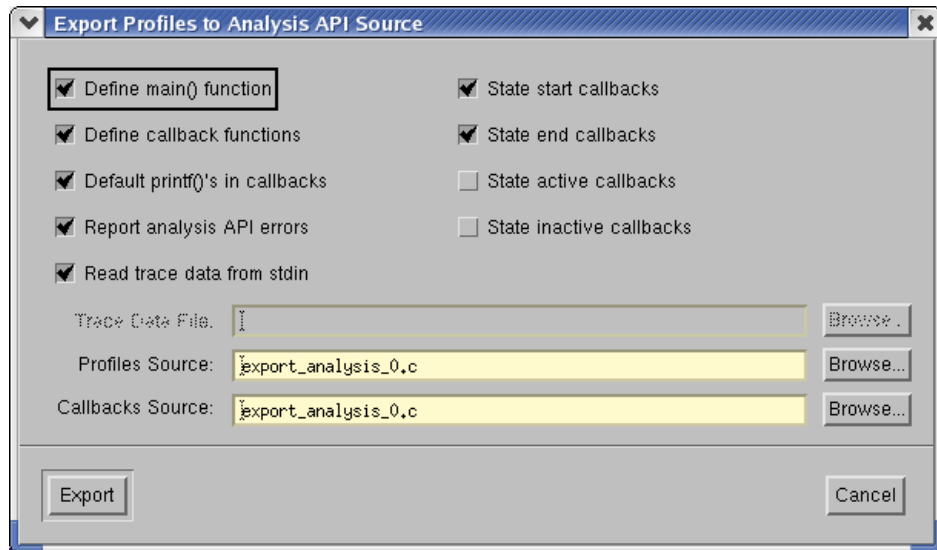 Export Profiles to Analysis API Source
Define main() function
State start callbacks
Define callback functions
State end callbacks
Default printf()'s in callbacks
State active callbacks
Report analysis API errors
State inactive callbacks
Read trace data from stdin
Trace Data File:
Browse...
Profiles Source: export_analysis_0.c Browse...
Callbacks Source: export_analysis_0.c Browse...
Export
Cancel